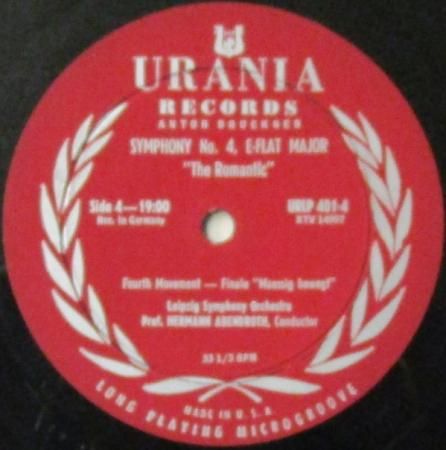 URANIA
RECORDS
ANTON BRUCKNER
SYMPHONY No. 4, E-FLAT MAJOR
"The Romantic"
Side 4—19:00
Rec. in Germany
URLP 401-4
Fourth Movement — Finale "Maessig bewegt"
Leipzig Symphony Orchestra
Prof. HERMANN ABENDROTH, Conductor
33 1/3 RPM
MADE IN U.S.A.
LONG PLAYING MICROGROOVE